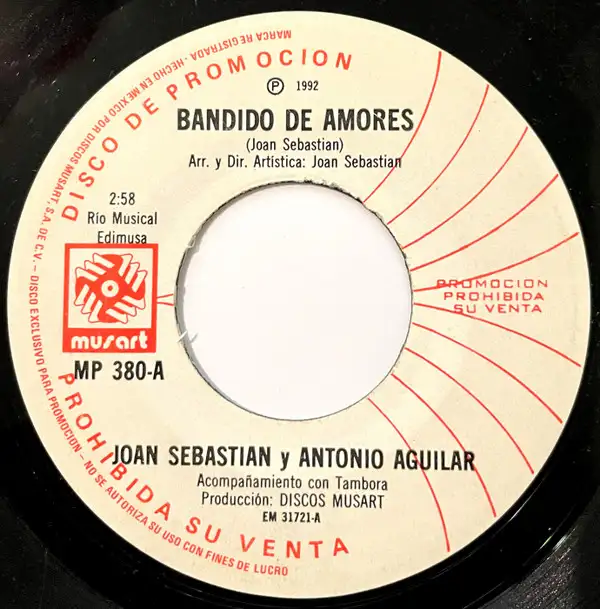 MARCA REGISTRADA · HECHO EN MEXICO POR DISCOS MUSART, S.A. DE C.V. – DISCO EXCLUSIVO PARA PROMOCION – NO SE AUTORIZA SU USO CON FINES DE LUCRO
DISCO DE PROMOCION
Ⓟ 1992
BANDIDO DE AMORES
(Joan Sebastian)
Arr. y Dir. Artística: Joan Sebastian
2:58
Río Musical
Edimusa
musart
MP 380-A
PROMOCION
PROHIBIDA
SU VENTA
JOAN SEBASTIAN y ANTONIO AGUILAR
Acompañamiento con Tambora
Producción: DISCOS MUSART
EM 31721-A
PROHIBIDA SU VENTA